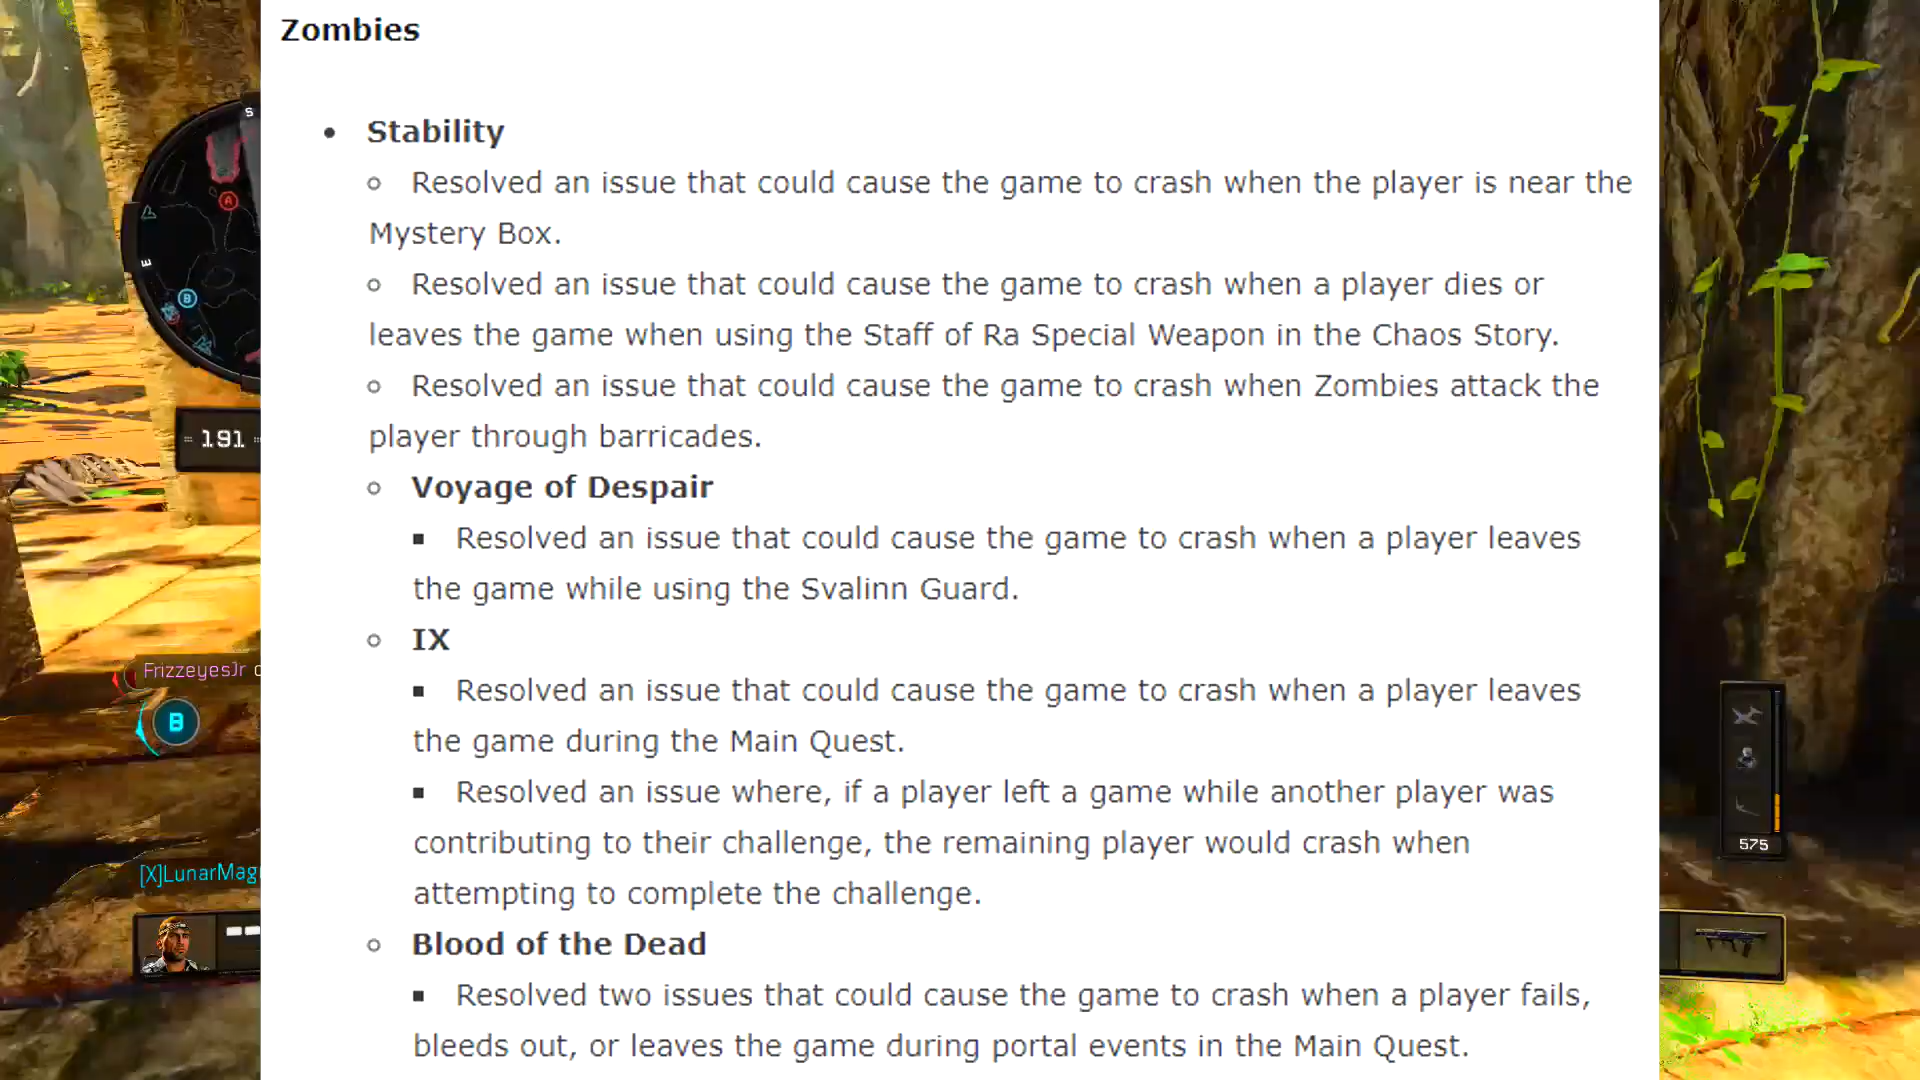 Zombies
Stability
Resolved an issue that could cause the game to crash when the player is near the
Mystery Box.
Resolved an issue that could cause the game to crash when a player dies or
leaves the game when using the Staff of Ra Special Weapon in the Chaos Story.
Resolved an issue that could cause the game to crash when Zombies attack the
player through barricades.
Voyage of Despair
Resolved an issue that could cause the game to crash when a player leaves
the game while using the Svalinn Guard.
IX
Resolved an issue that could cause the game to crash when a player leaves
the game during the Main Quest.
Resolved an issue where, if a player left a game while another player was
contributing to their challenge, the remaining player would crash when
attempting to complete the challenge.
Blood of the Dead
Resolved two issues that could cause the game to crash when a player fails,
bleeds out, or leaves the game during portal events in the Main Quest.
S
A
E
B
191
FrizzeyesJr
B
[X]LunarMag
575